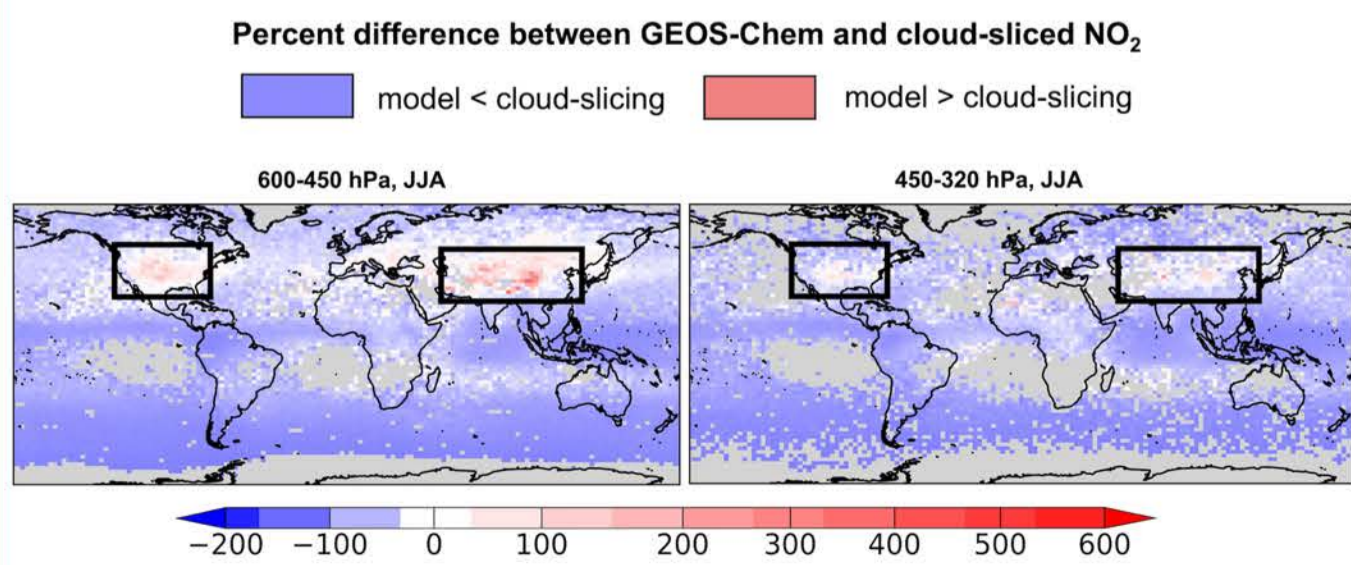 Percent difference between GEOS-Chem and cloud-sliced NO₂
model < cloud-slicing model > cloud-slicing
600-450 hPa, JJA 450-320 hPa, JJA
−200 −100 0 100 200 300 400 500 600